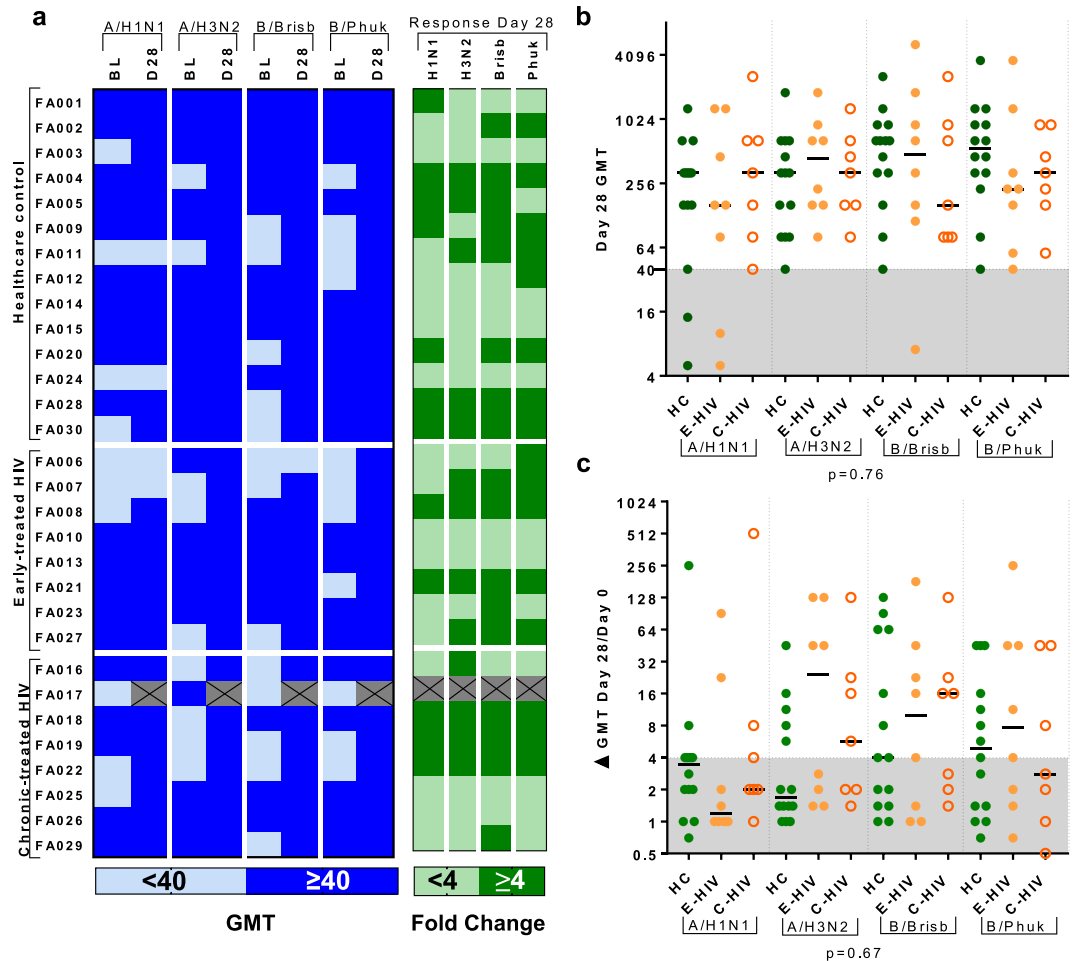 a
A/H1N1 A/H3N2 B/Brisb B/Phuk Response Day 28
BL D28 BL D28 BL D28 BL D28 H1N1 H3N2 Brisb Phuk
Healthcare control
FA001
FA002
FA003
FA004
FA005
FA009
FA011
FA012
FA014
FA015
FA020
FA024
FA028
FA030
Early-treated HIV
FA006
FA007
FA008
FA010
FA013
FA021
FA023
FA027
Chronic-treated HIV
FA016
FA017
FA018
FA019
FA022
FA025
FA026
FA029
<40 ≥40 <4 ≥4
GMT Fold Change
b
Day 28 GMT
4096
1024
256
64
40
16
4
HC E-HIV C-HIV HC E-HIV C-HIV HC E-HIV C-HIV HC E-HIV C-HIV
A/H1N1 A/H3N2 B/Brisb B/Phuk
p=0.76
c
▲ GMT Day 28/Day 0
1024
512
256
128
64
32
16
8
4
2
1
0.5
HC E-HIV C-HIV HC E-HIV C-HIV HC E-HIV C-HIV HC E-HIV C-HIV
A/H1N1 A/H3N2 B/Brisb B/Phuk
p=0.67